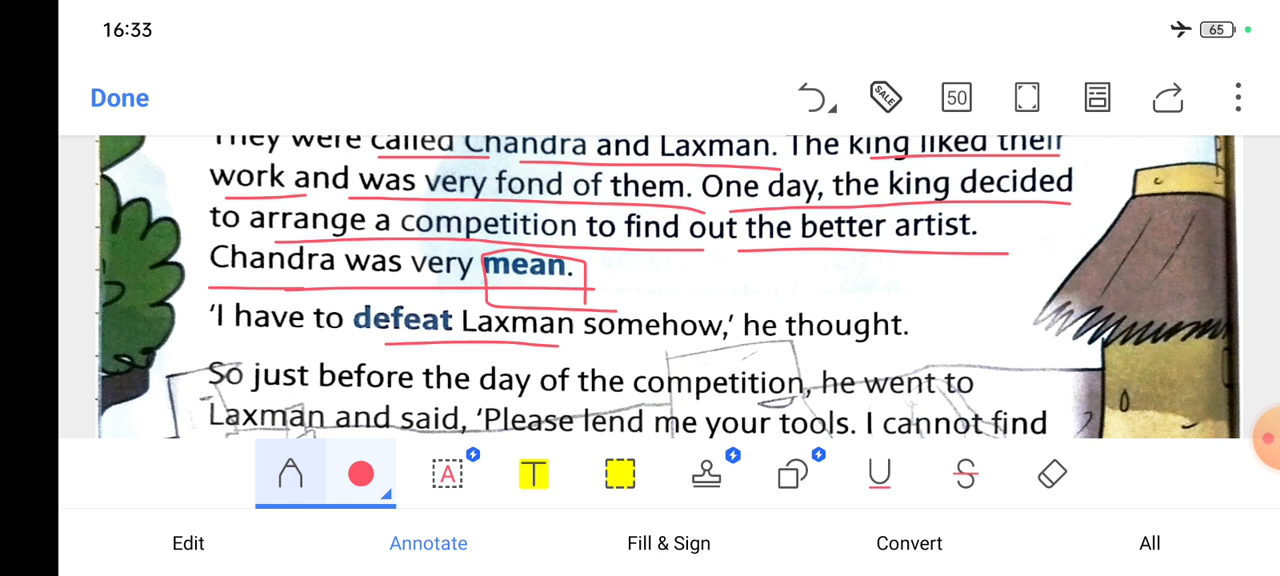 16:33
65
Done
SALE
50
They were called Chandra and Laxman. The king liked their
work and was very fond of them. One day, the king decided
to arrange a competition to find out the better artist.
Chandra was very mean.
'I have to defeat Laxman somehow,' he thought.
So just before the day of the competition, he went to
Laxman and said, 'Please lend me your tools. I cannot find
A
T
U
S
Edit
Annotate
Fill & Sign
Convert
All